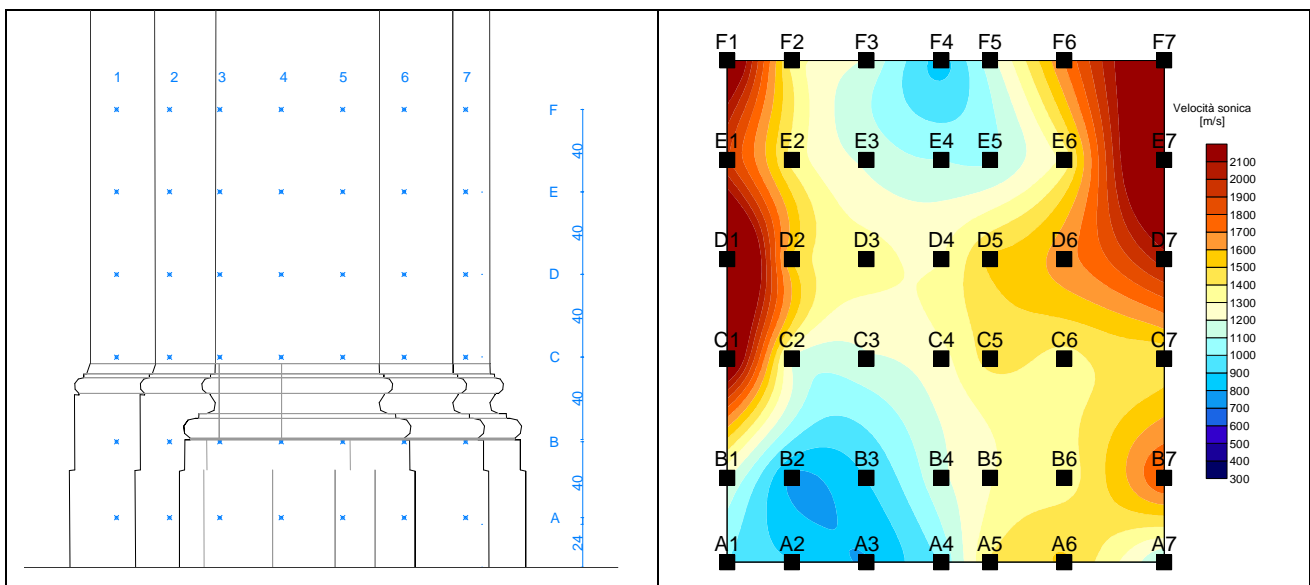 1 2 3 4 5 6 7
F
40
E
40
D
40
C
40
B
40
A
24
F1 F2 F3 F4 F5 F6 F7
E1 E2 E3 E4 E5 E6 E7
D1 D2 D3 D4 D5 D6 D7
C1 C2 C3 C4 C5 C6 C7
B1 B2 B3 B4 B5 B6 B7
A1 A2 A3 A4 A5 A6 A7
Velocità sonica
[m/s]
2100
2000
1900
1800
1700
1600
1500
1400
1300
1200
1100
1000
900
800
700
600
500
400
300